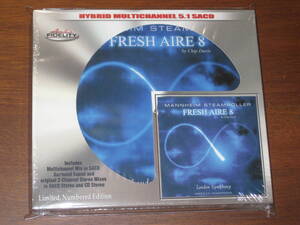 HYBRID MULTICHANNEL 5.1 SACD
FIDELITY
EIM STEAMROLL
FRESH AIRE 8
by Chip Davis
MANNHEIM STEAMROLLER
FRESH AIRE 8
London Symphony
Includes
Multichannel Mix in SACD
Surround Sound and
original 2-Channel Stereo Mixes
in SACD Stereo and CD Stereo
Limited, Numbered Edition